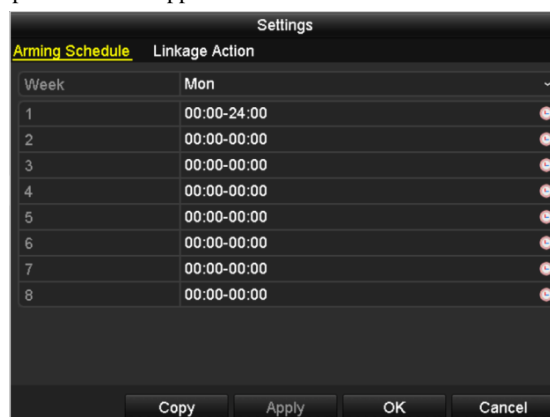 Settings
Arming Schedule Linkage Action
Week Mon
1 00:00-24:00
2 00:00-00:00
3 00:00-00:00
4 00:00-00:00
5 00:00-00:00
6 00:00-00:00
7 00:00-00:00
8 00:00-00:00
Copy Apply OK Cancel